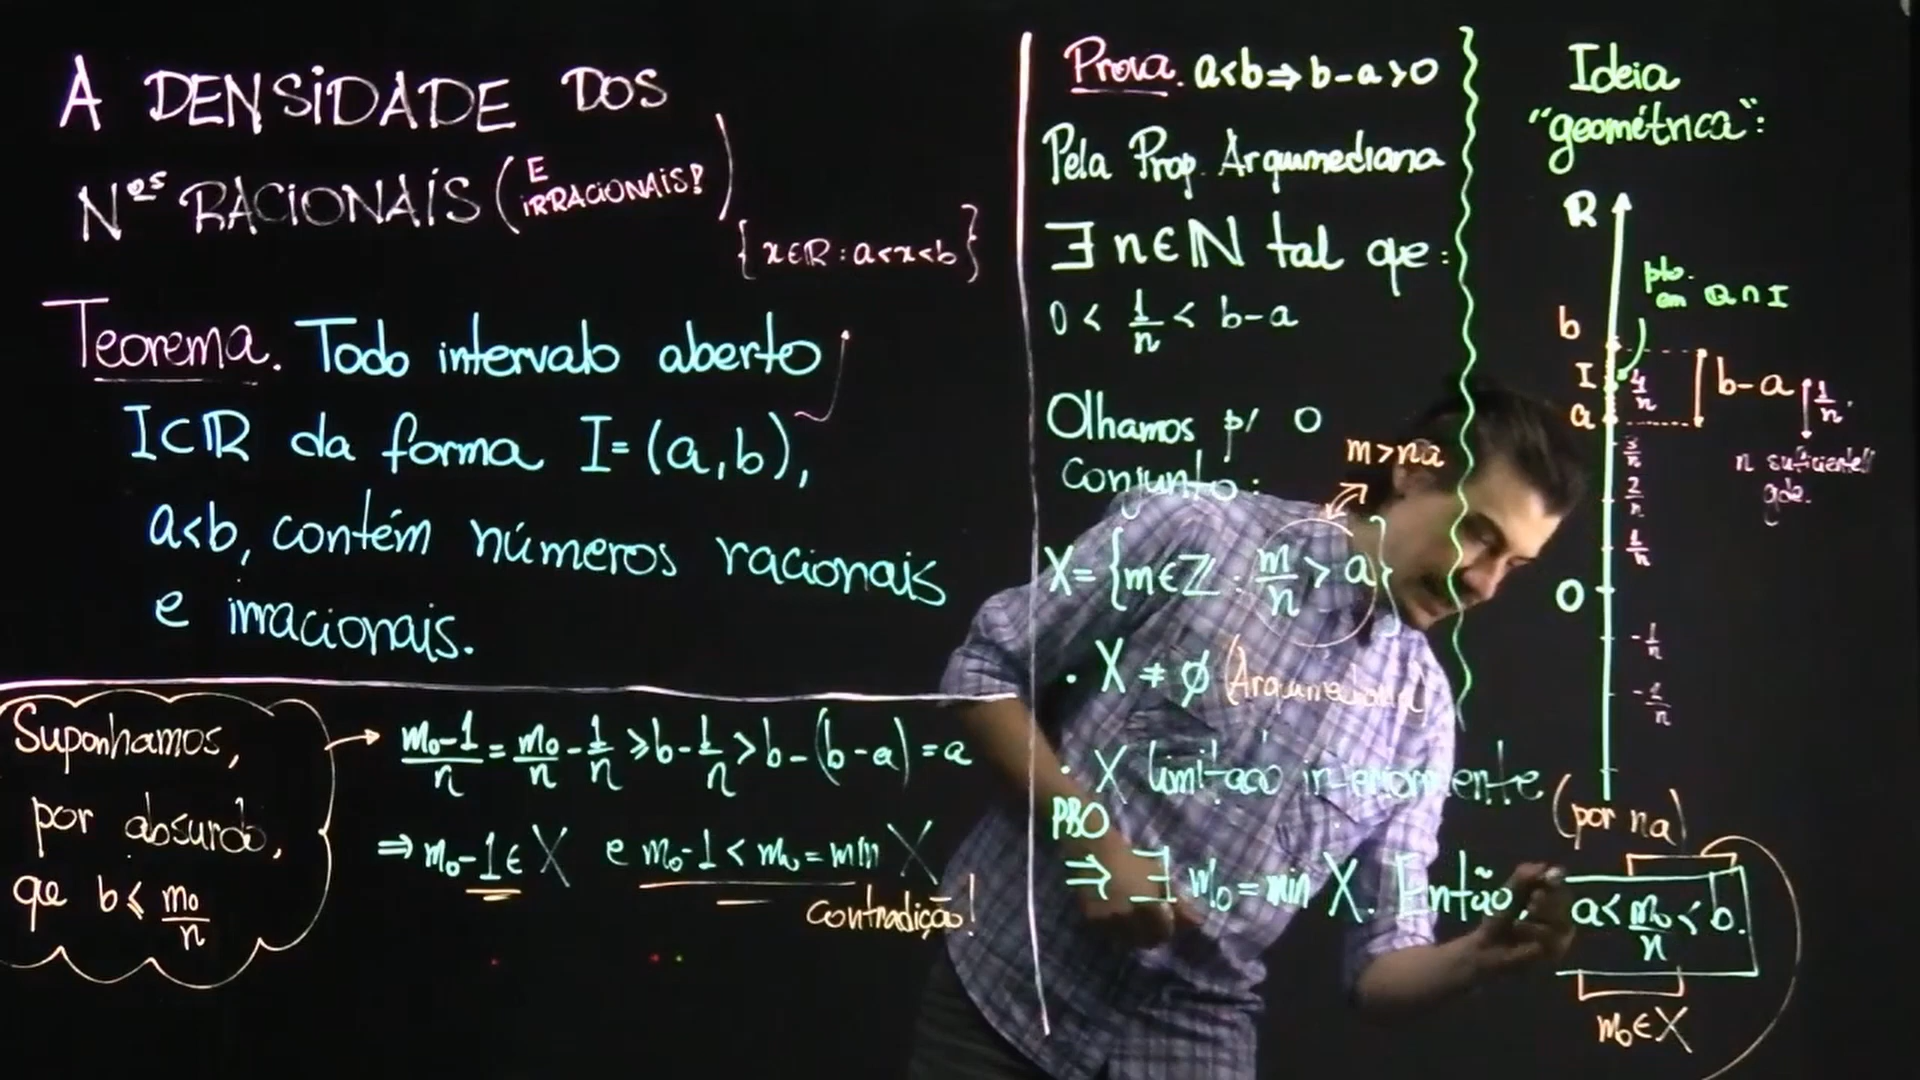 A DENSIDADE DOS
Nºs RACIONAIS (E IRRACIONAIS!)
{x∈R : a<x<b}
Teorema. Todo intervalo aberto
I⊂R da forma I=(a,b),
a<b, contém números racionais
e irracionais.
Suponhamos,
por absurdo,
que b ≤ m₀/n
(m₀-1)/n = m₀/n - 1/n ≥ b - 1/n > b-(b-a) = a
⇒ m₀-1 ∈ X e m₀-1 < m₀ = min X
contradição!
Prova. a<b ⇒ b-a>0
Pela Prop. Arquimediana
∃ n∈N tal que:
0 < 1/n < b-a
Olhamos p/ o
conjunto:
m>na
X = {m∈Z : m/n > a}
· X ≠ ∅ (Arquimediana)
· X limitado inferiormente
PBO
⇒ ∃ m₀ = min X. Então,
(por na)
a < m₀/n < b.
m₀∈X
Ideia
"geométrica":
R
pto.
em Q∩I
b
I
4/n
b-a
1/n.
a
3/n
n suficiente/
gde.
2/n
1/n
0
-1/n
-2/n